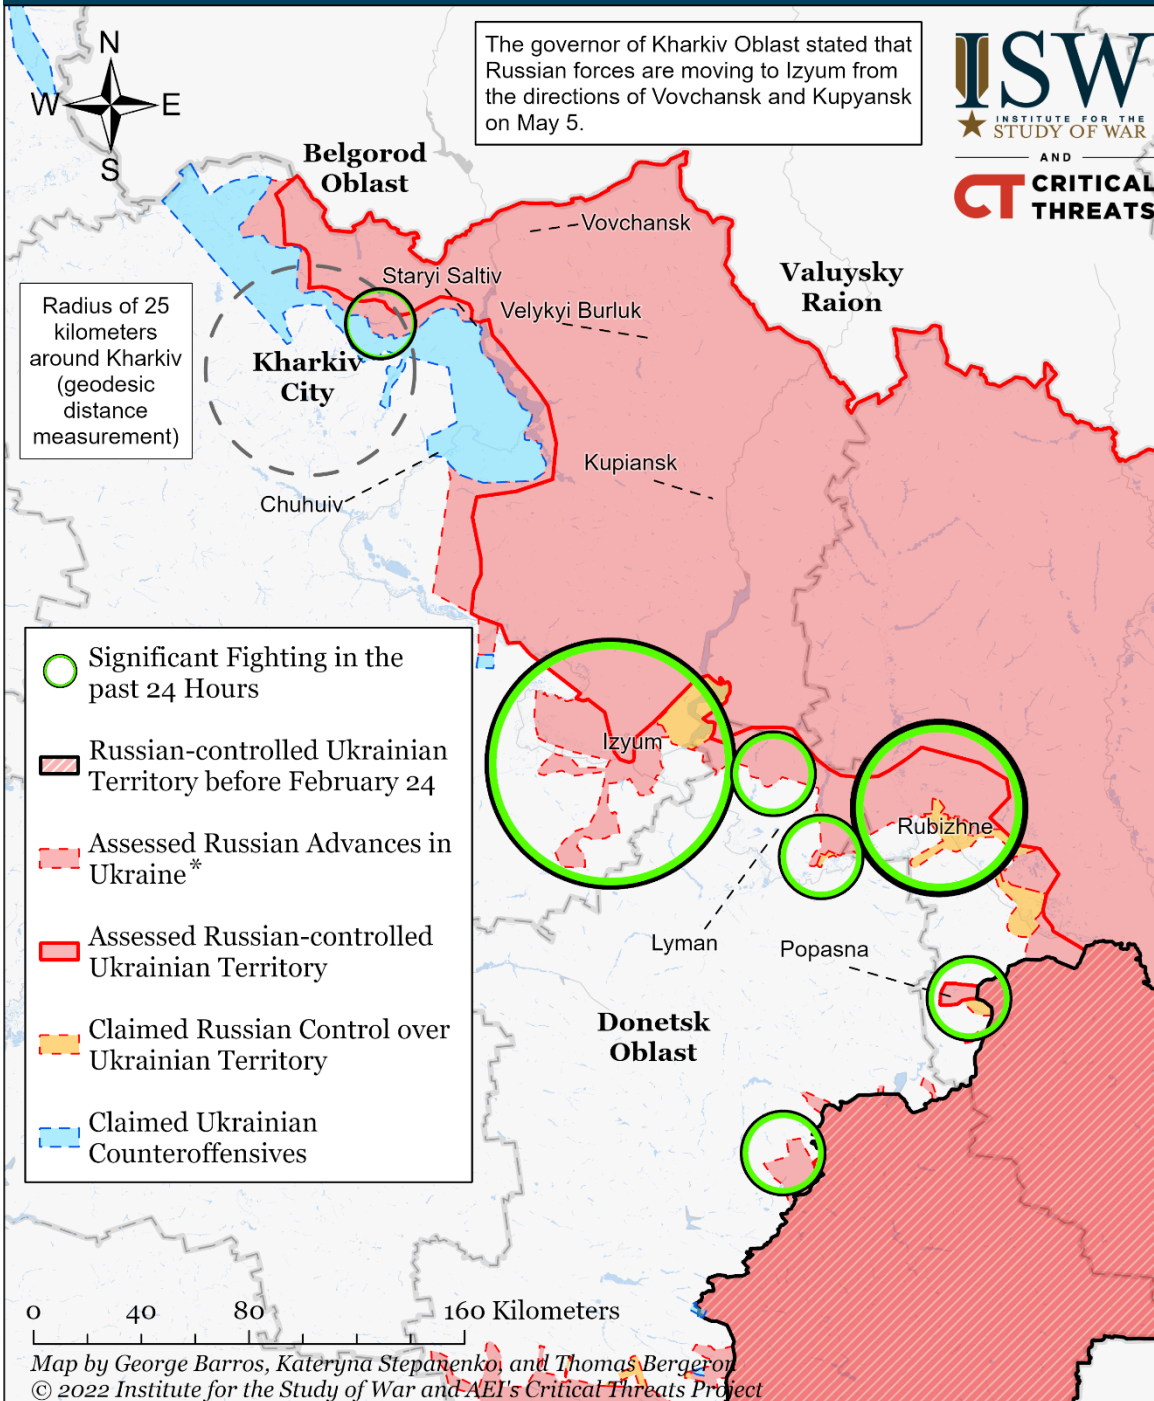 The governor of Kharkiv Oblast stated that
Russian forces are moving to Izyum from
the directions of Vovchansk and Kupyansk
on May 5.
ISW
INSTITUTE FOR THE
STUDY OF WAR
AND
CT CRITICAL
THREATS
N
W
E
S
Belgorod
Oblast
Vovchansk
Staryi Saltiv
Valuysky
Raion
Velykyi Burluk
Radius of 25
kilometers
around Kharkiv
(geodesic
distance
measurement)
Kharkiv
City
Kupiansk
Chuhuiv
Significant Fighting in the
past 24 Hours
Russian-controlled Ukrainian
Territory before February 24
Assessed Russian Advances in
Ukraine*
Assessed Russian-controlled
Ukrainian Territory
Claimed Russian Control over
Ukrainian Territory
Claimed Ukrainian
Counteroffensives
Izyum
Rubizhne
Lyman
Popasna
Donetsk
Oblast
0 40 80 160 Kilometers
Map by George Barros, Kateryna Stepanenko, and Thomas Bergeron
© 2022 Institute for the Study of War and AEI's Critical Threats Project